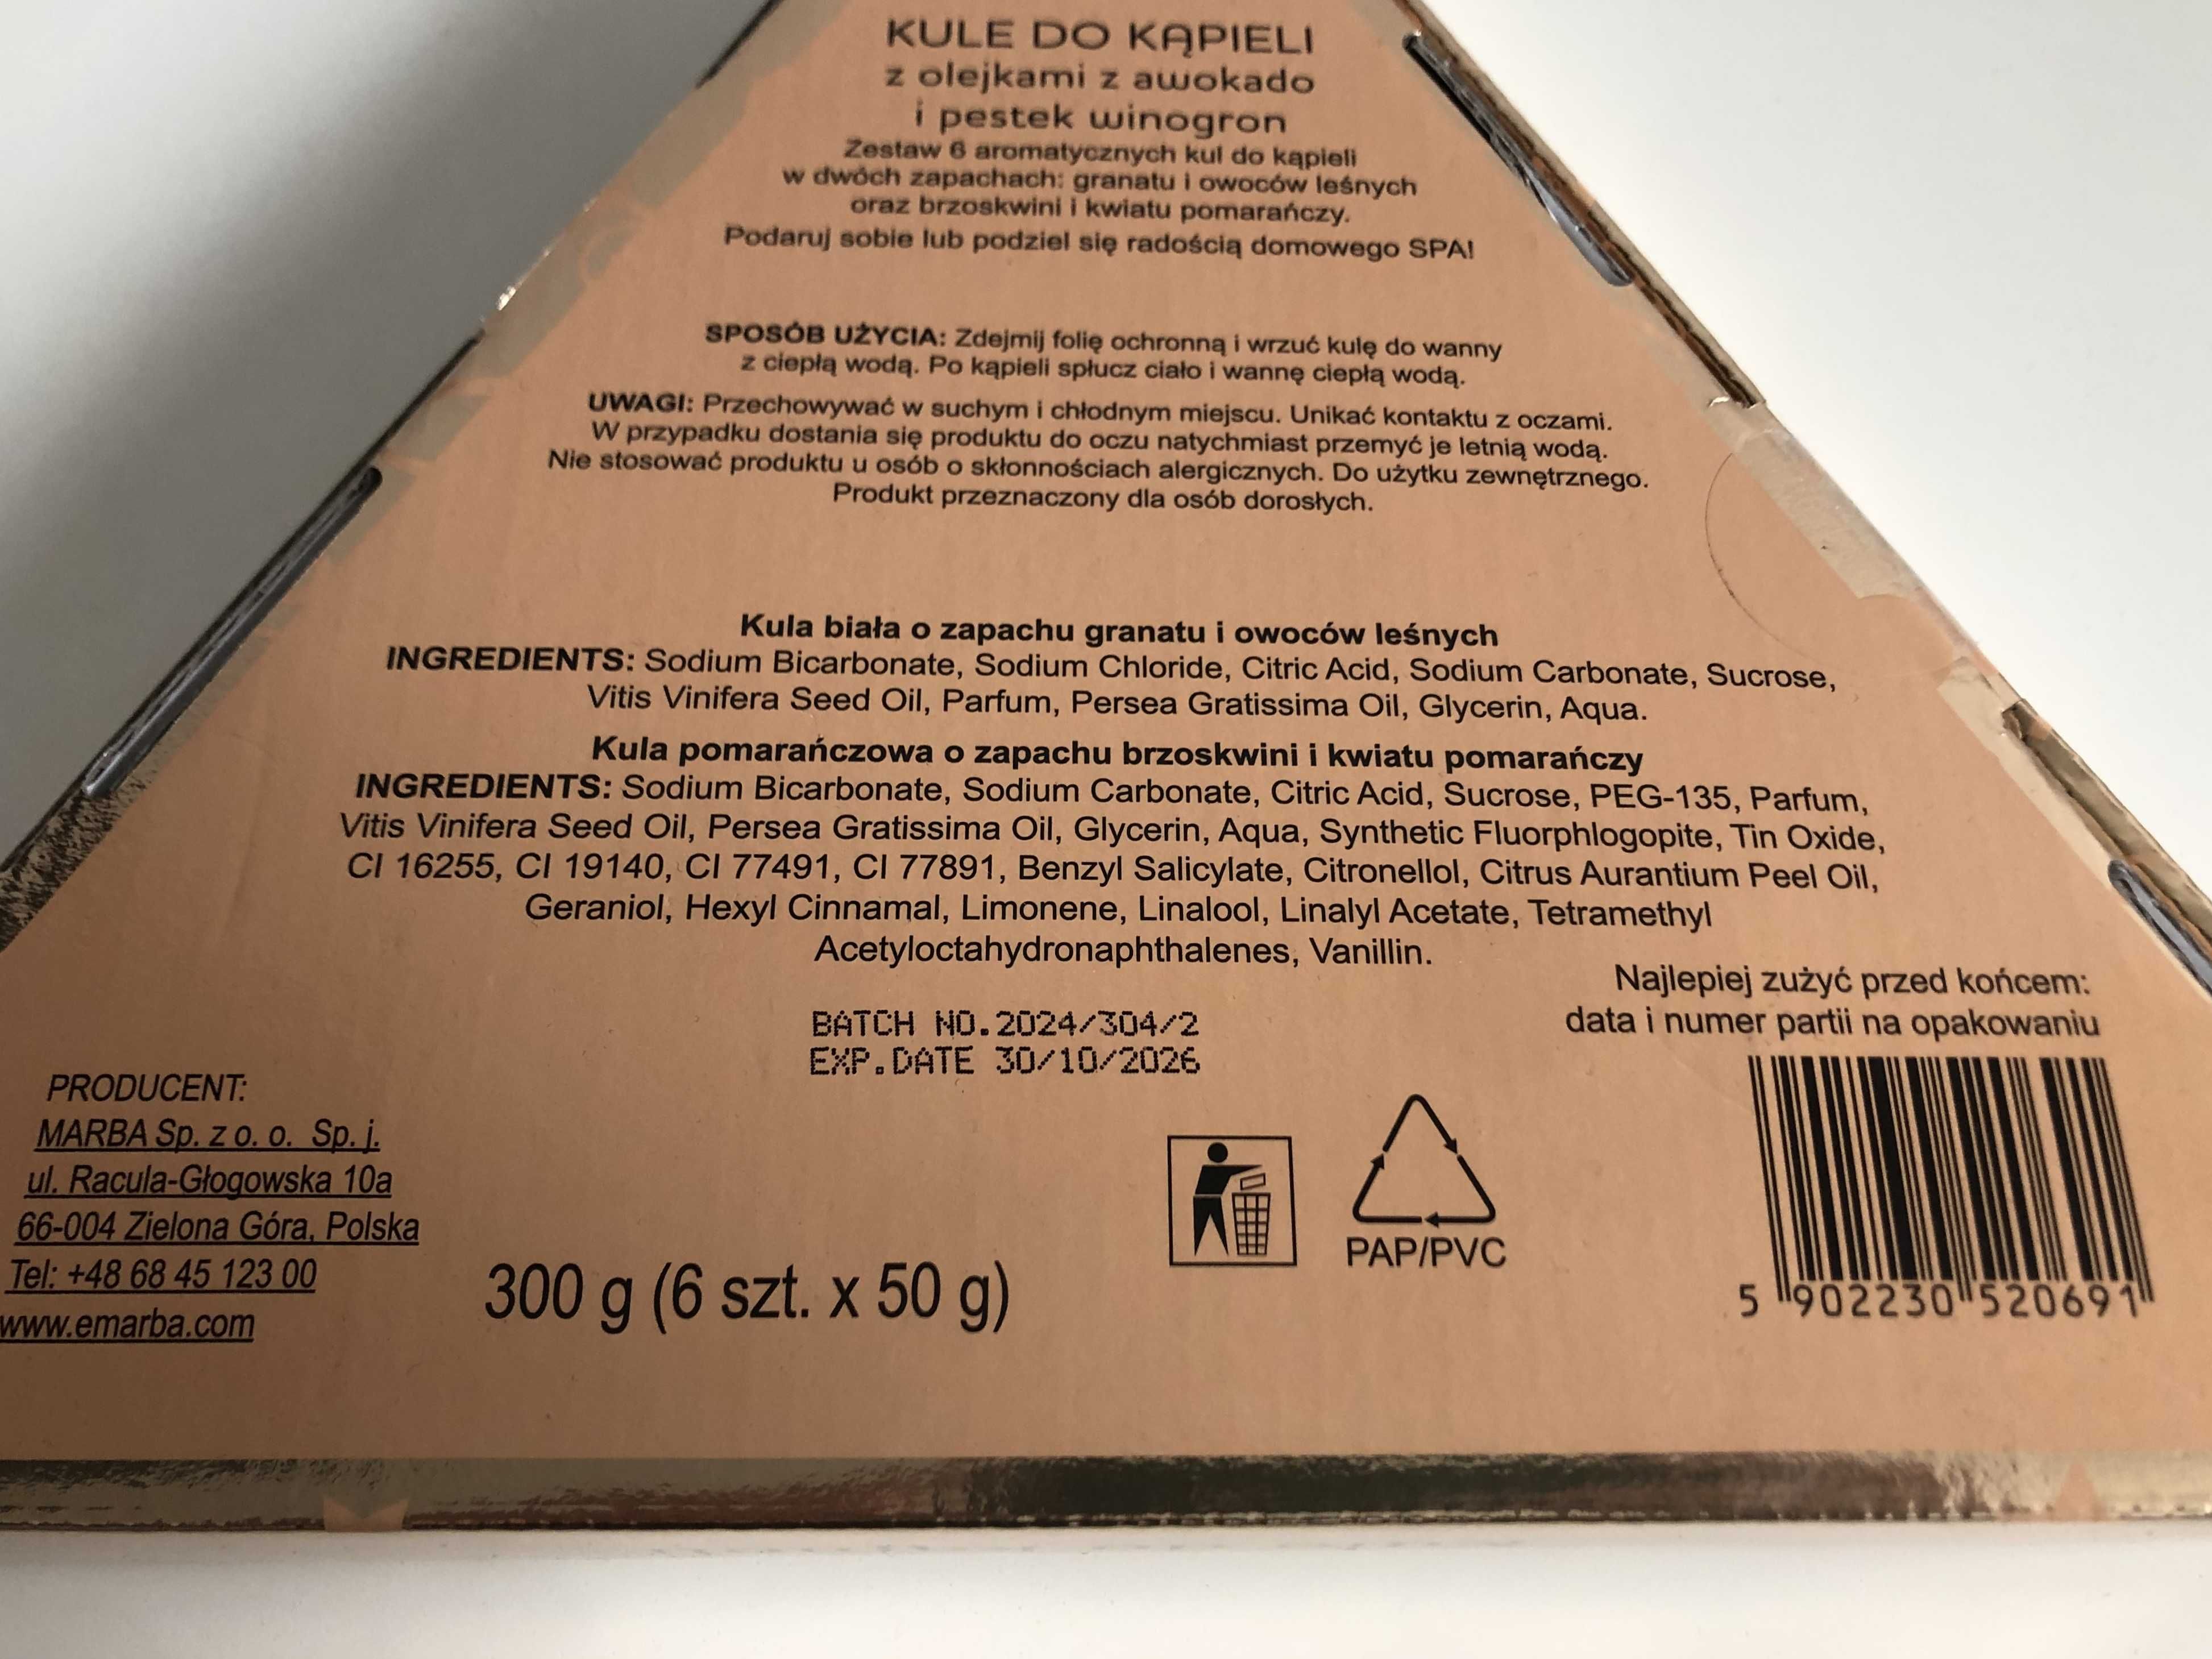 KULE DO KĄPIELI
z olejkami z awokado
i pestek winogron
Zestaw 6 aromatycznych kul do kąpieli
w dwóch zapachach: granatu i owoców leśnych
oraz brzoskwini i kwiatu pomarańczy.
Podaruj sobie lub podziel się radością domowego SPA!
SPOSÓB UŻYCIA: Zdejmij folię ochronną i wrzuć kulę do wanny
z ciepłą wodą. Po kąpieli spłucz ciało i wannę ciepłą wodą.
UWAGI: Przechowywać w suchym i chłodnym miejscu. Unikać kontaktu z oczami.
W przypadku dostania się produktu do oczu natychmiast przemyć je letnią wodą.
Nie stosować produktu u osób o skłonnościach alergicznych. Do użytku zewnętrznego.
Produkt przeznaczony dla osób dorosłych.
Kula biała o zapachu granatu i owoców leśnych
INGREDIENTS: Sodium Bicarbonate, Sodium Chloride, Citric Acid, Sodium Carbonate, Sucrose,
Vitis Vinifera Seed Oil, Parfum, Persea Gratissima Oil, Glycerin, Aqua.
Kula pomarańczowa o zapachu brzoskwini i kwiatu pomarańczy
INGREDIENTS: Sodium Bicarbonate, Sodium Carbonate, Citric Acid, Sucrose, PEG-135, Parfum,
Vitis Vinifera Seed Oil, Persea Gratissima Oil, Glycerin, Aqua, Synthetic Fluorphlogopite, Tin Oxide,
CI 16255, CI 19140, CI 77491, CI 77891, Benzyl Salicylate, Citronellol, Citrus Aurantium Peel Oil,
Geraniol, Hexyl Cinnamal, Limonene, Linalool, Linalyl Acetate, Tetramethyl
Acetyloctahydronaphthalenes, Vanillin.
Najlepiej zużyć przed końcem:
data i numer partii na opakowaniu
BATCH NO.2024/304/2
EXP.DATE 30/10/2026
PRODUCENT:
MARBA Sp. z o. o. Sp. j.
ul. Racula-Głogowska 10a
66-004 Zielona Góra, Polska
Tel: +48 68 45 123 00
www.emarba.com
300 g (6 szt. x 50 g)
PAP/PVC
5 902230 520691